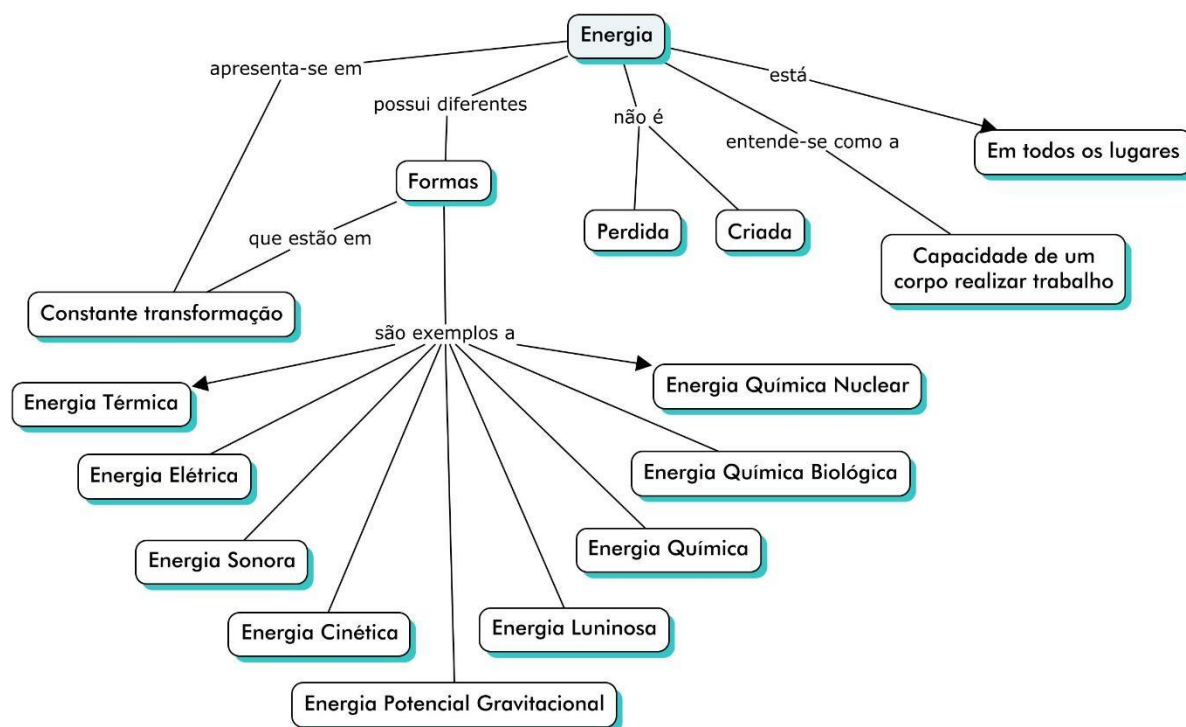 Energia
apresenta-se em
está
possui diferentes
não é
entende-se como a
Em todos os lugares
Formas
Perdida
Criada
que estão em
Capacidade de um
corpo realizar trabalho
Constante transformação
são exemplos a
Energia Térmica
Energia Química Nuclear
Energia Elétrica
Energia Química Biológica
Energia Sonora
Energia Química
Energia Cinética
Energia Luninosa
Energia Potencial Gravitacional